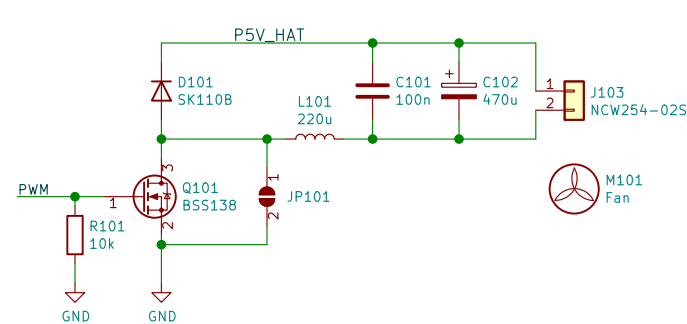 P5V_HAT
D101
SK110B
C101
100n
+
C102
470u
1
2
J103
NCW254-02S
L101
220u
3
Q101
BSS138
1
2
PWM
R101
10k
1
2
JP101
M101
Fan
GND
GND